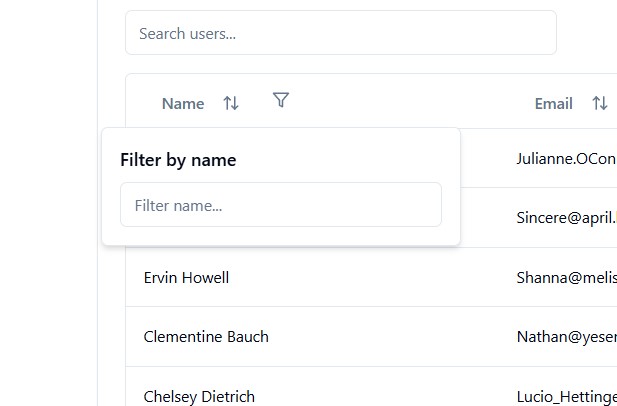 Search users...
Name Email
Filter by name
Filter name...
Julianne.OCon
Sincere@april.
Ervin Howell Shanna@melis
Clementine Bauch Nathan@yesen
Chelsey Dietrich Lucio_Hettinge